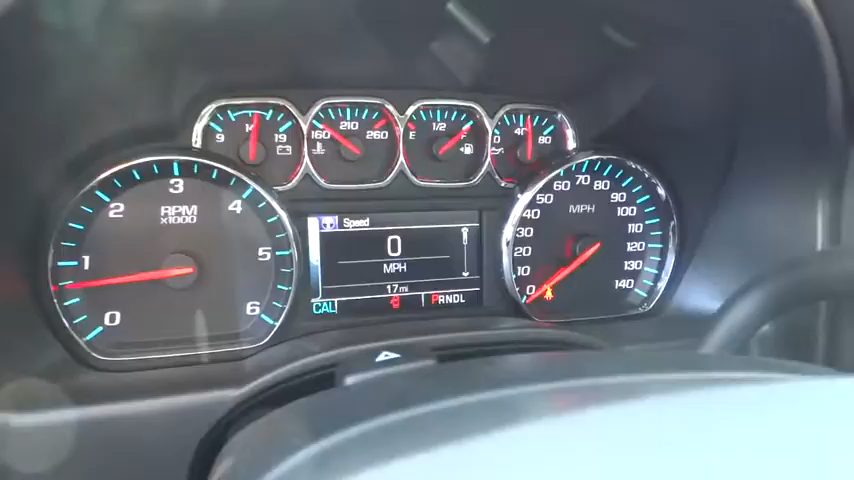 9 14 19
160 210 260
E 1/2 F
0 40 80
0 1 2 3 4 5 6
RPM
x1000
Speed
0
MPH
17 mi
CAL
PRNDL
0 10 20 30 40 50 60 70 80 90 100 110 120 130 140
MPH